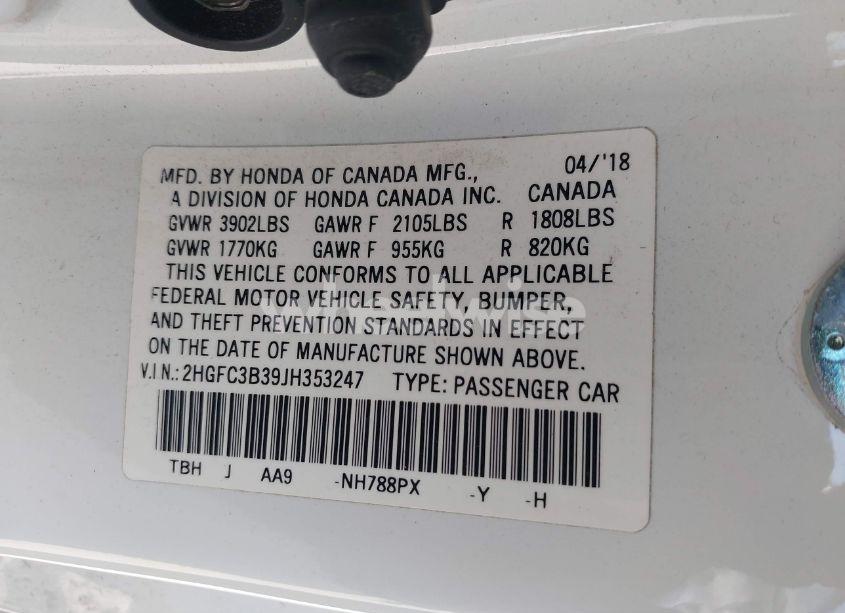 MFD. BY HONDA OF CANADA MFG., 04/'18
A DIVISION OF HONDA CANADA INC. CANADA
GVWR 3902LBS GAWR F 2105LBS R 1808LBS
GVWR 1770KG GAWR F 955KG R 820KG
THIS VEHICLE CONFORMS TO ALL APPLICABLE
FEDERAL MOTOR VEHICLE SAFETY, BUMPER,
AND THEFT PREVENTION STANDARDS IN EFFECT
ON THE DATE OF MANUFACTURE SHOWN ABOVE.
V.I.N.: 2HGFC3B39JH353247 TYPE: PASSENGER CAR
TBH J AA9 -NH788PX -Y -H